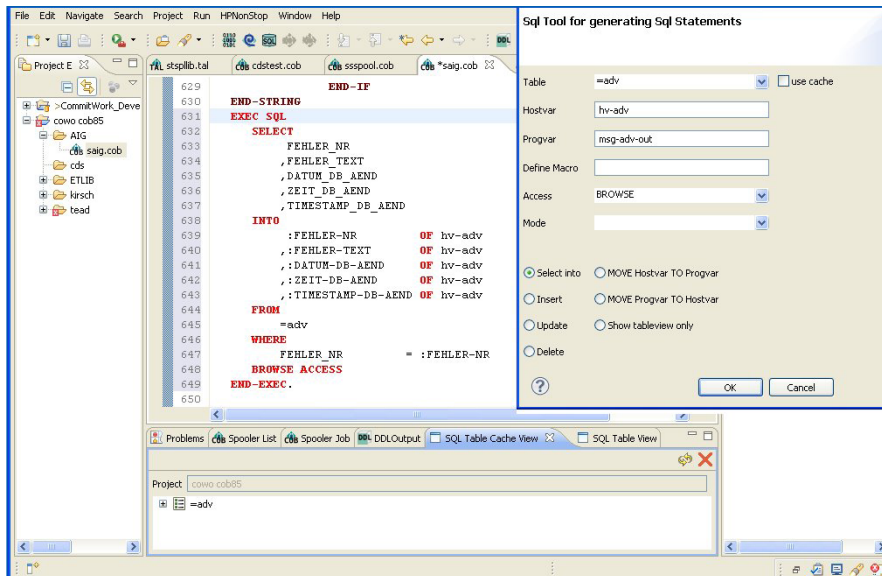 File Edit Navigate Search Project Run HPNonStop Window Help
Project E
>CommitWork_Deve
cowo cob85
AIG
saig.cob
cds
ETLIB
kirsch
tead
stspllib.tal cdstest.cob ssspool.cob *saig.cob
629 END-IF
630 END-STRING
631 EXEC SQL
632 SELECT
633 FEHLER_NR
634 ,FEHLER_TEXT
635 ,DATUM_DB_AEND
636 ,ZEIT_DB_AEND
637 ,TIMESTAMP_DB_AEND
638 INTO
639 :FEHLER-NR OF hv-adv
640 ,:FEHLER-TEXT OF hv-adv
641 ,:DATUM-DB-AEND OF hv-adv
642 ,:ZEIT-DB-AEND OF hv-adv
643 ,:TIMESTAMP-DB-AEND OF hv-adv
644 FROM
645 =adv
646 WHERE
647 FEHLER_NR = :FEHLER-NR
648 BROWSE ACCESS
649 END-EXEC.
650
Sql Tool for generating Sql Statements
Table =adv use cache
Hostvar hv-adv
Progvar msg-adv-out
Define Macro
Access BROWSE
Mode
Select into MOVE Hostvar TO Progvar
Insert MOVE Progvar TO Hostvar
Update Show tableview only
Delete
OK Cancel
Problems Spooler List Spooler Job DDLOutput SQL Table Cache View SQL Table View
Project cowo cob85
=adv